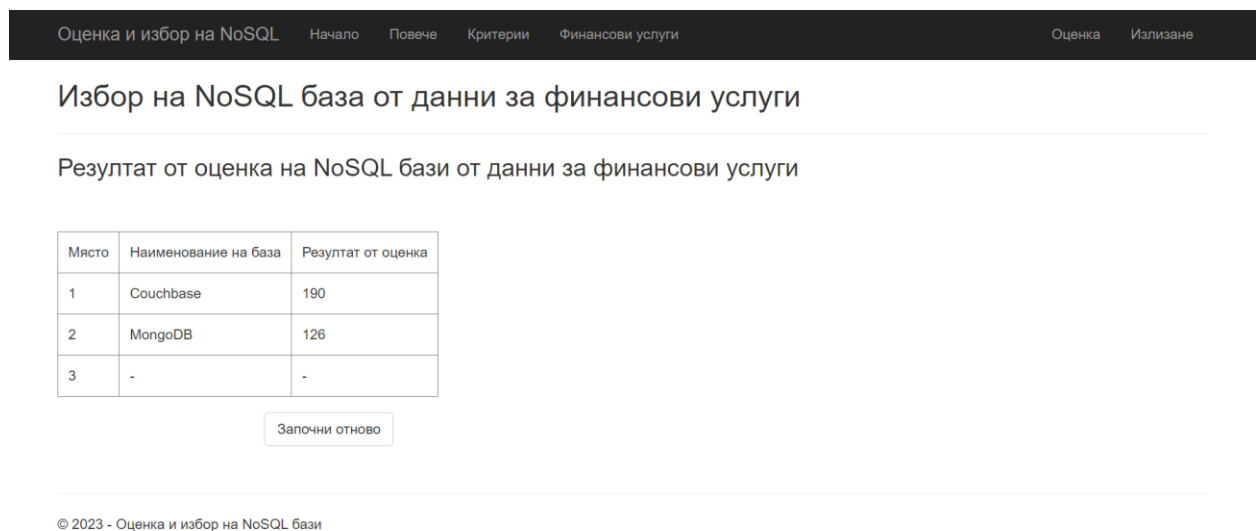 Оценка и избор на NoSQL Начало Повече Критерии Финансови услуги Оценка Излизане
Избор на NoSQL база от данни за финансови услуги
Резултат от оценка на NoSQL бази от данни за финансови услуги
Място Наименование на база Резултат от оценка
1 Couchbase 190
2 MongoDB 126
3 - -
Започни отново
© 2023 - Оценка и избор на NoSQL бази